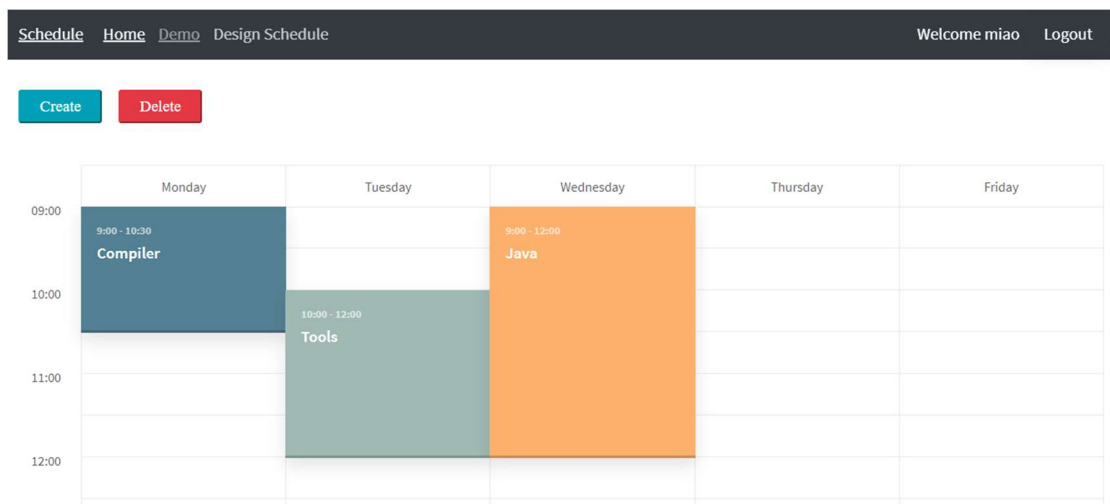 Schedule Home Demo Design Schedule Welcome miao Logout
Create Delete
Monday Tuesday Wednesday Thursday Friday
09:00
9:00 - 10:30
Compiler
9:00 - 12:00
Java
10:00
10:00 - 12:00
Tools
11:00
12:00